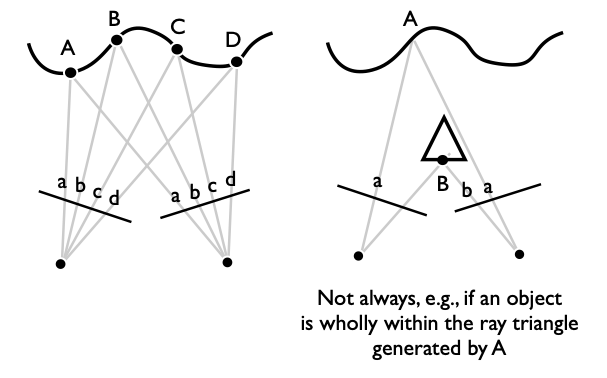 A B C D
a b c d
a b c d
A
B
a
b a
Not always, e.g., if an object
is wholly within the ray triangle
generated by A